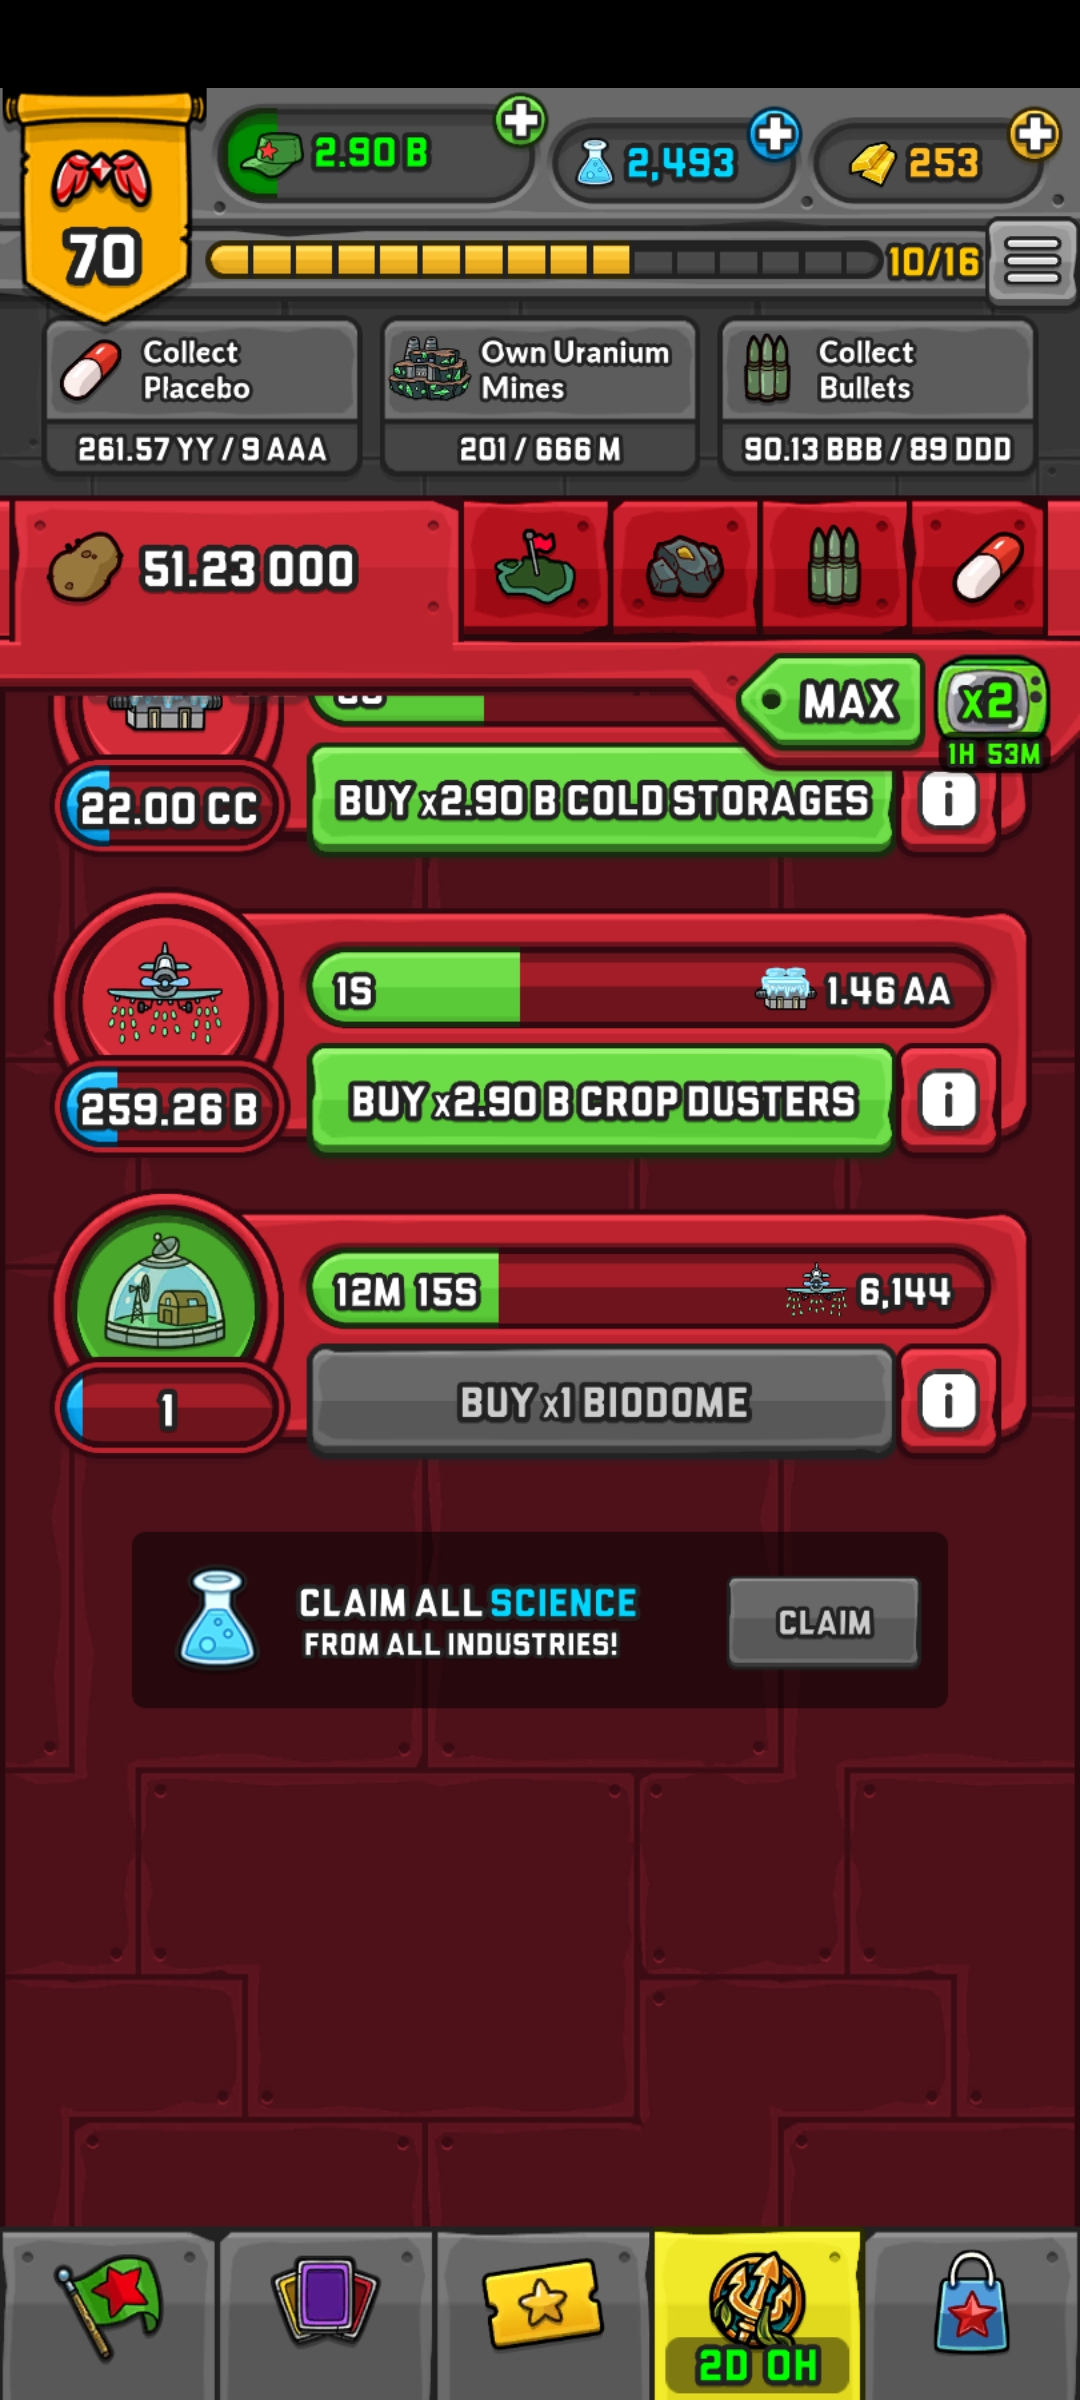 2.90 B
2,493
253
70
10/16
Collect
Placebo
261.57 YY / 9 AAA
Own Uranium
Mines
201 / 666 M
Collect
Bullets
90.13 BBB / 89 DDD
51.23 OOO
MAX
x2
1H 53M
22.00 CC
BUY x2.90 B COLD STORAGES
i
1S
1.46 AA
259.26 B
BUY x2.90 B CROP DUSTERS
i
12M 15S
6,144
1
BUY x1 BIODOME
i
CLAIM ALL SCIENCE
FROM ALL INDUSTRIES!
CLAIM
2D 0H